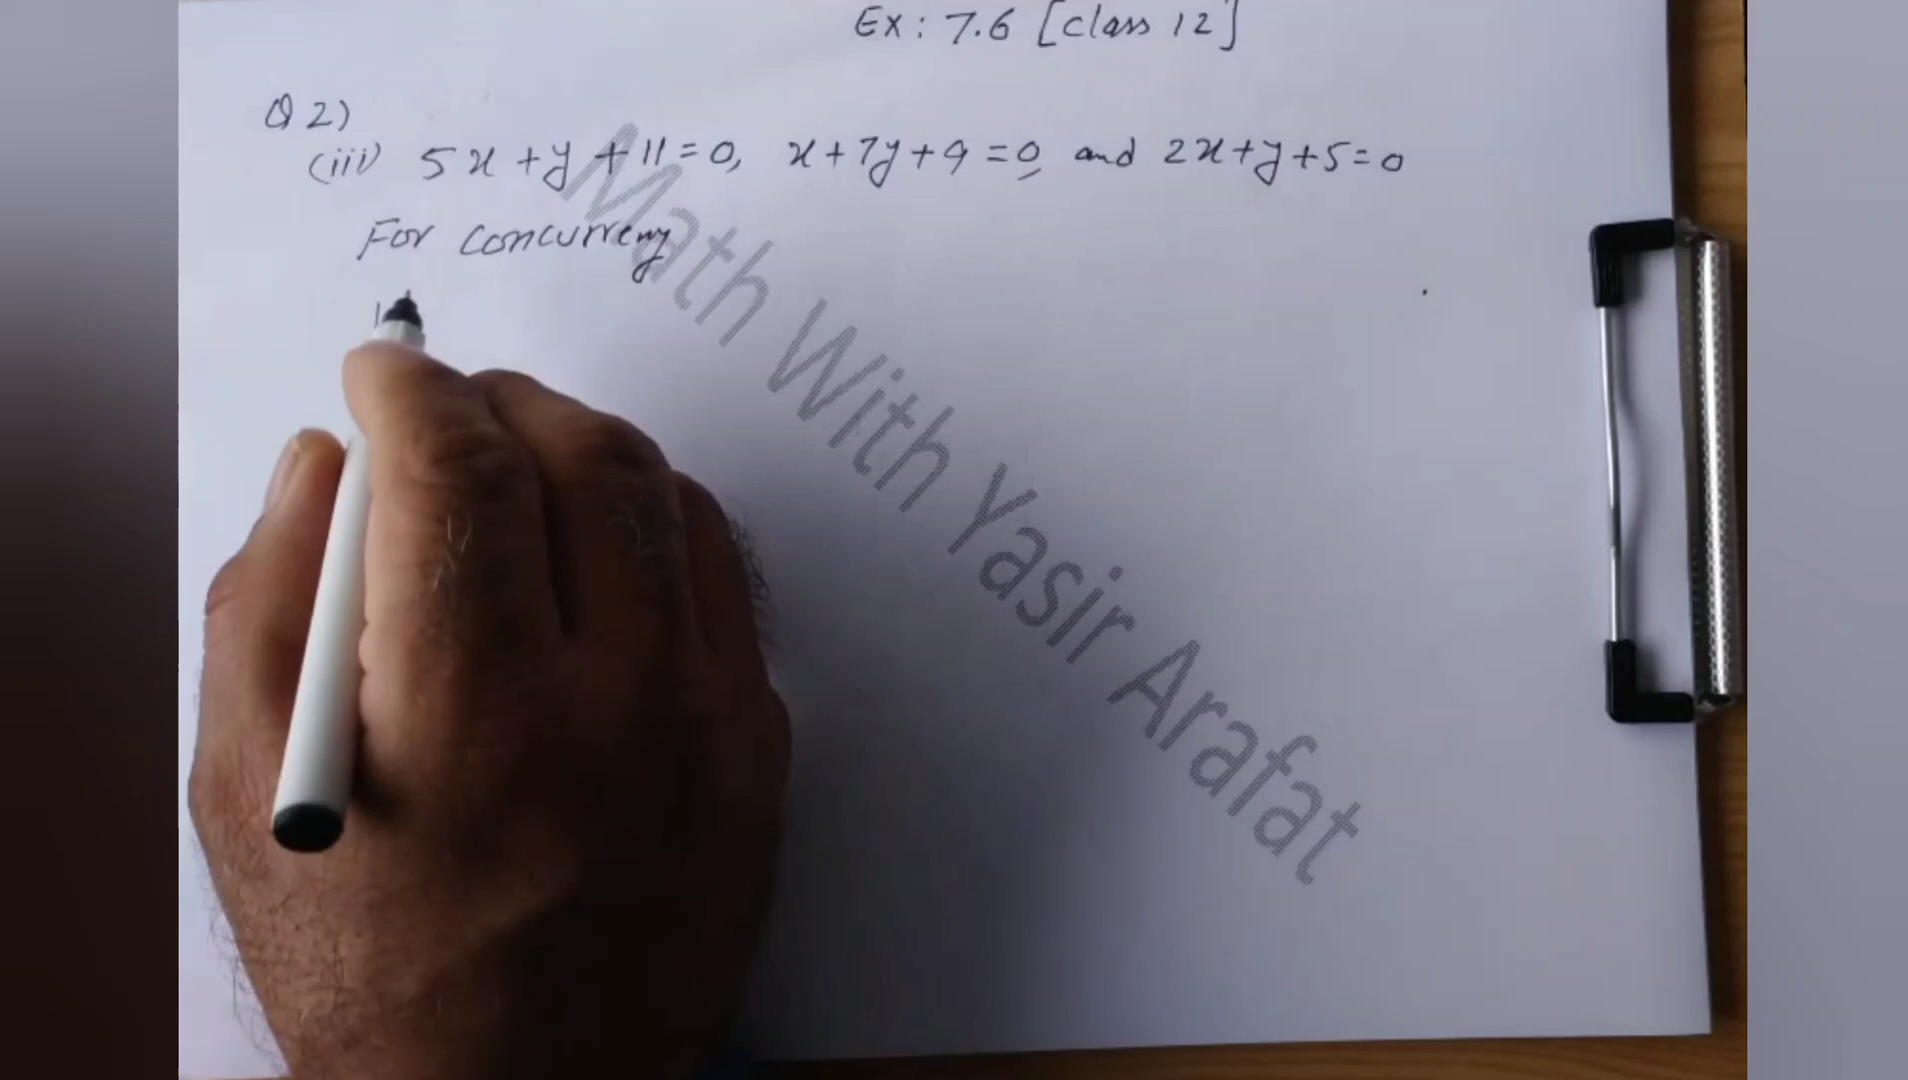 Ex: 7.6 [class 12]
Q 2)
(iii) 5x + y + 11 = 0, x + 7y + 9 = 0, and 2x + y + 5 = 0
For concurrency
Math With Yasir Arafat